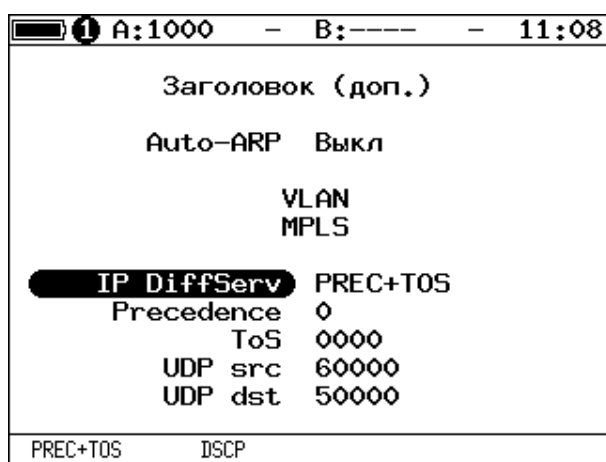 1 A:1000 – B:---- – 11:08
Заголовок (доп.)
Auto-ARP Выкл
VLAN
MPLS
IP DiffServ PREC+TOS
Precedence 0
ToS 0000
UDP src 60000
UDP dst 50000
PREC+TOS DSCP